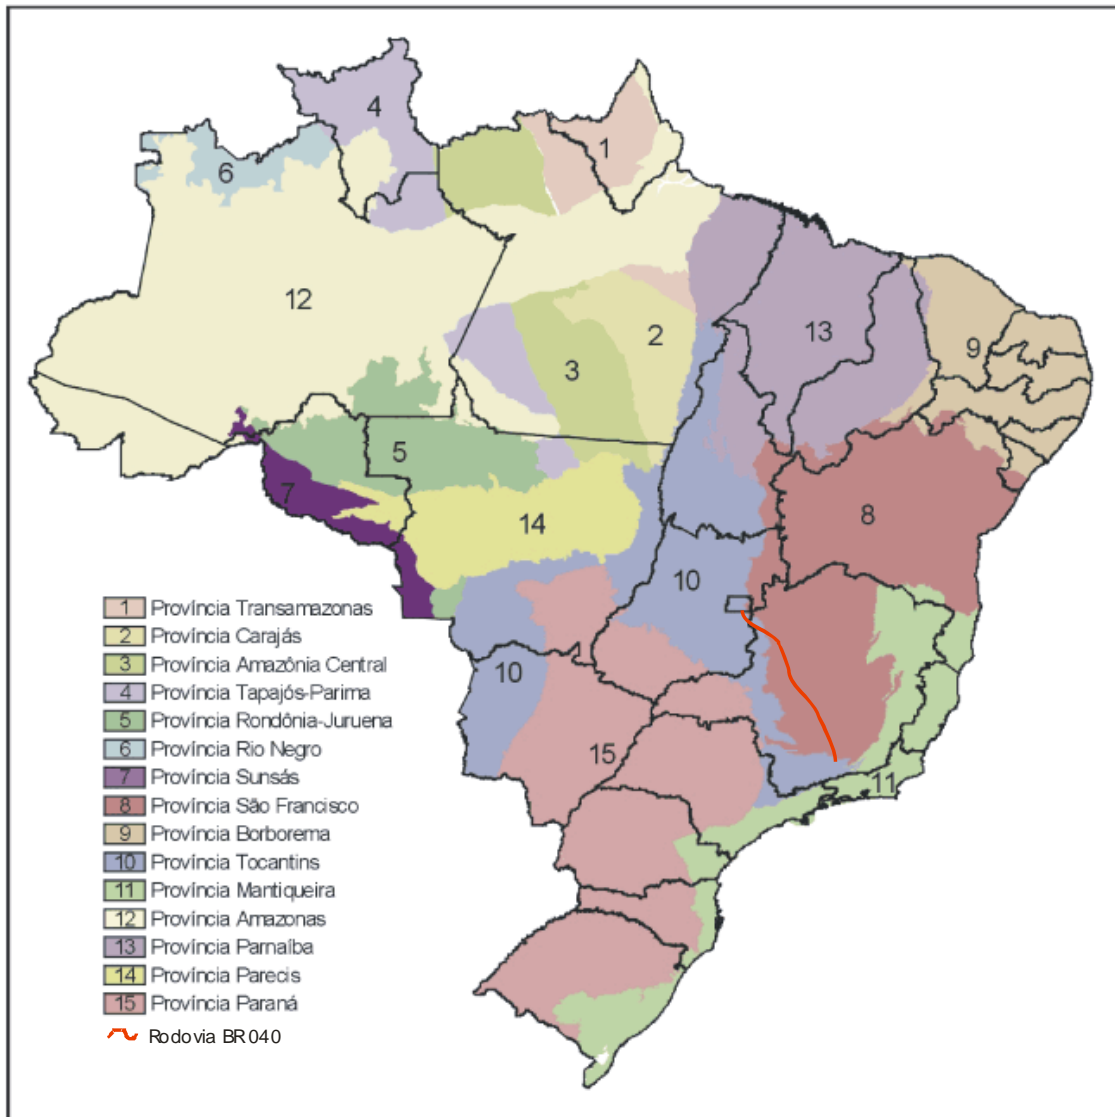 4
1
6
12
2
13
3
9
5
7
14
8
10
10
15
11
1 Província Transamazonas
2 Província Carajás
3 Província Amazônia Central
4 Província Tapajós-Parima
5 Província Rondônia-Juruena
6 Província Rio Negro
7 Província Sunsás
8 Província São Francisco
9 Província Borborema
10 Província Tocantins
11 Província Mantiqueira
12 Província Amazonas
13 Província Parnaíba
14 Província Parecis
15 Província Paraná
Rodovia BR040